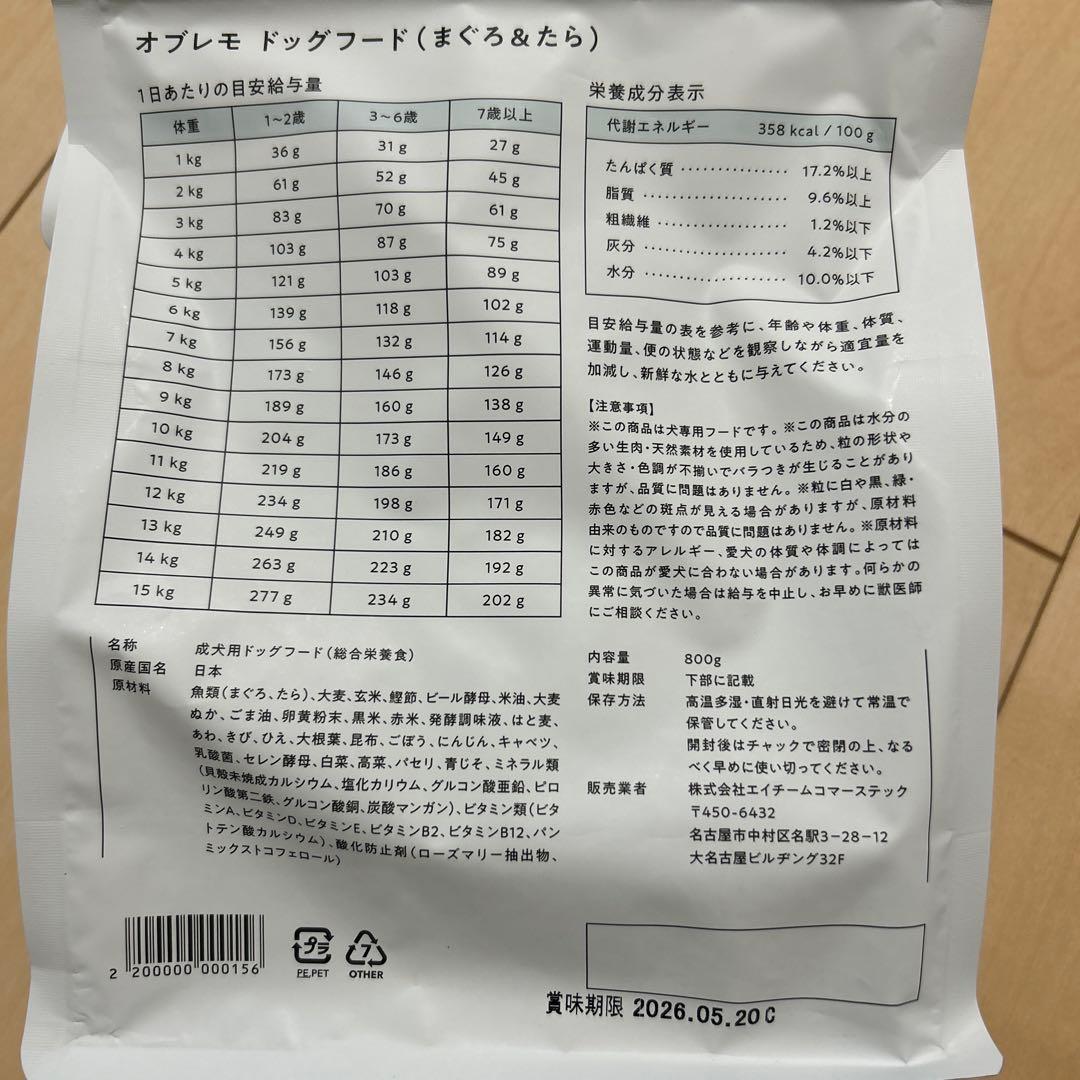 オブレモ ドッグフード(まぐろ&たら)
1日あたりの目安給与量
体重 1~2歳 3~6歳 7歳以上
1 kg 36 g 31 g 27 g
2 kg 61 g 52 g 45 g
3 kg 83 g 70 g 61 g
4 kg 103 g 87 g 75 g
5 kg 121 g 103 g 89 g
6 kg 139 g 118 g 102 g
7 kg 156 g 132 g 114 g
8 kg 173 g 146 g 126 g
9 kg 189 g 160 g 138 g
10 kg 204 g 173 g 149 g
11 kg 219 g 186 g 160 g
12 kg 234 g 198 g 171 g
13 kg 249 g 210 g 182 g
14 kg 263 g 223 g 192 g
15 kg 277 g 234 g 202 g
栄養成分表示
代謝エネルギー 358 kcal / 100 g
たんぱく質 ‥‥‥‥‥‥‥ 17.2%以上
脂質 ‥‥‥‥‥‥‥‥‥ 9.6%以上
粗繊維 ‥‥‥‥‥‥‥‥ 1.2%以下
灰分 ‥‥‥‥‥‥‥‥‥ 4.2%以下
水分 ‥‥‥‥‥‥‥‥‥ 10.0%以下
目安給与量の表を参考に、年齢や体重、体質、
運動量、便の状態などを観察しながら適宜量を
加減し、新鮮な水とともに与えてください。
【注意事項】
※この商品は犬専用フードです。※この商品は水分の
多い生肉・天然素材を使用しているため、粒の形状や
大きさ・色調が不揃いでバラつきが生じることがあり
ますが、品質に問題はありません。※粒に白や黒、緑・
赤色などの斑点が見える場合がありますが、原材料
由来のものですので品質に問題はありません。※原材料
に対するアレルギー、愛犬の体質や体調によっては
この商品が愛犬に合わない場合があります。何らかの
異常に気づいた場合は給与を中止し、お早めに獣医師
にご相談ください。
名称 成犬用ドッグフード(総合栄養食)
原産国名 日本
原材料 魚類(まぐろ、たら)、大麦、玄米、鰹節、ビール酵母、米油、大麦
ぬか、ごま油、卵黄粉末、黒米、赤米、発酵調味液、はと麦、
あわ、きび、ひえ、大根葉、昆布、ごぼう、にんじん、キャベツ、
乳酸菌、セレン酵母、白菜、高菜、パセリ、青じそ、ミネラル類
(貝殻未焼成カルシウム、塩化カリウム、グルコン酸亜鉛、ピロ
リン酸第二鉄、グルコン酸銅、炭酸マンガン)、ビタミン類(ビタ
ミンA、ビタミンD、ビタミンE、ビタミンB2、ビタミンB12、パン
トテン酸カルシウム)、酸化防止剤(ローズマリー抽出物、
ミックストコフェロール)
内容量 800g
賞味期限 下部に記載
保存方法 高温多湿・直射日光を避けて常温で
保管してください。
開封後はチャックで密閉の上、なる
べく早めに使い切ってください。
販売業者 株式会社エイチームコマーステック
〒450-6432
名古屋市中村区名駅3-28-12
大名古屋ビルヂング32F
2 200000 000156
プラ
PE,PET
7
OTHER
賞味期限 2026.05.20C